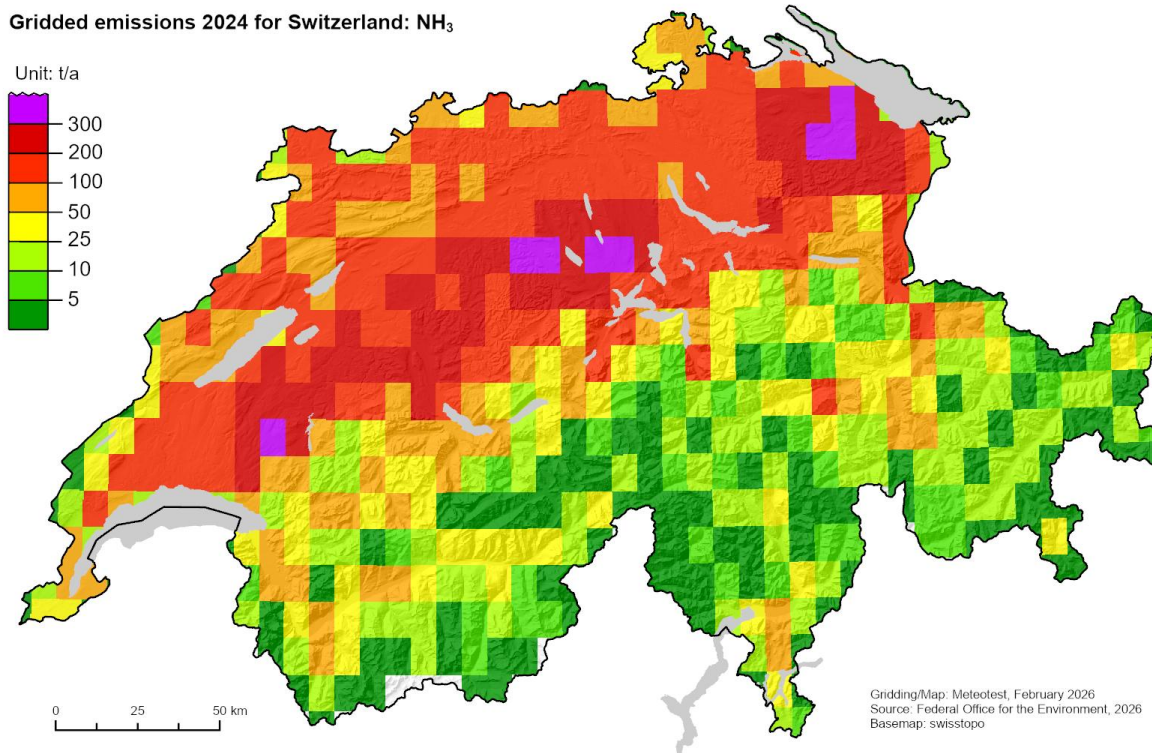 Gridded emissions 2024 for Switzerland: NH₃
Unit: t/a
300
200
100
50
25
10
5
0 25 50 km
Gridding/Map: Meteotest, February 2026
Source: Federal Office for the Environment, 2026
Basemap: swisstopo